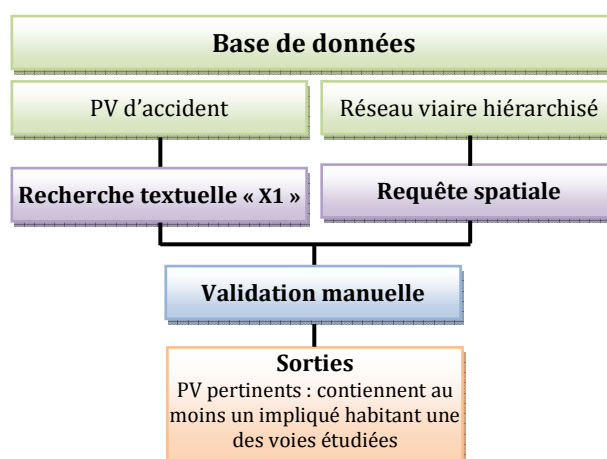 Base de données
PV d'accident
Réseau viaire hiérarchisé
Recherche textuelle « X1 »
Requête spatiale
Validation manuelle
Sorties
PV pertinents : contiennent au
moins un impliqué habitant une
des voies étudiées